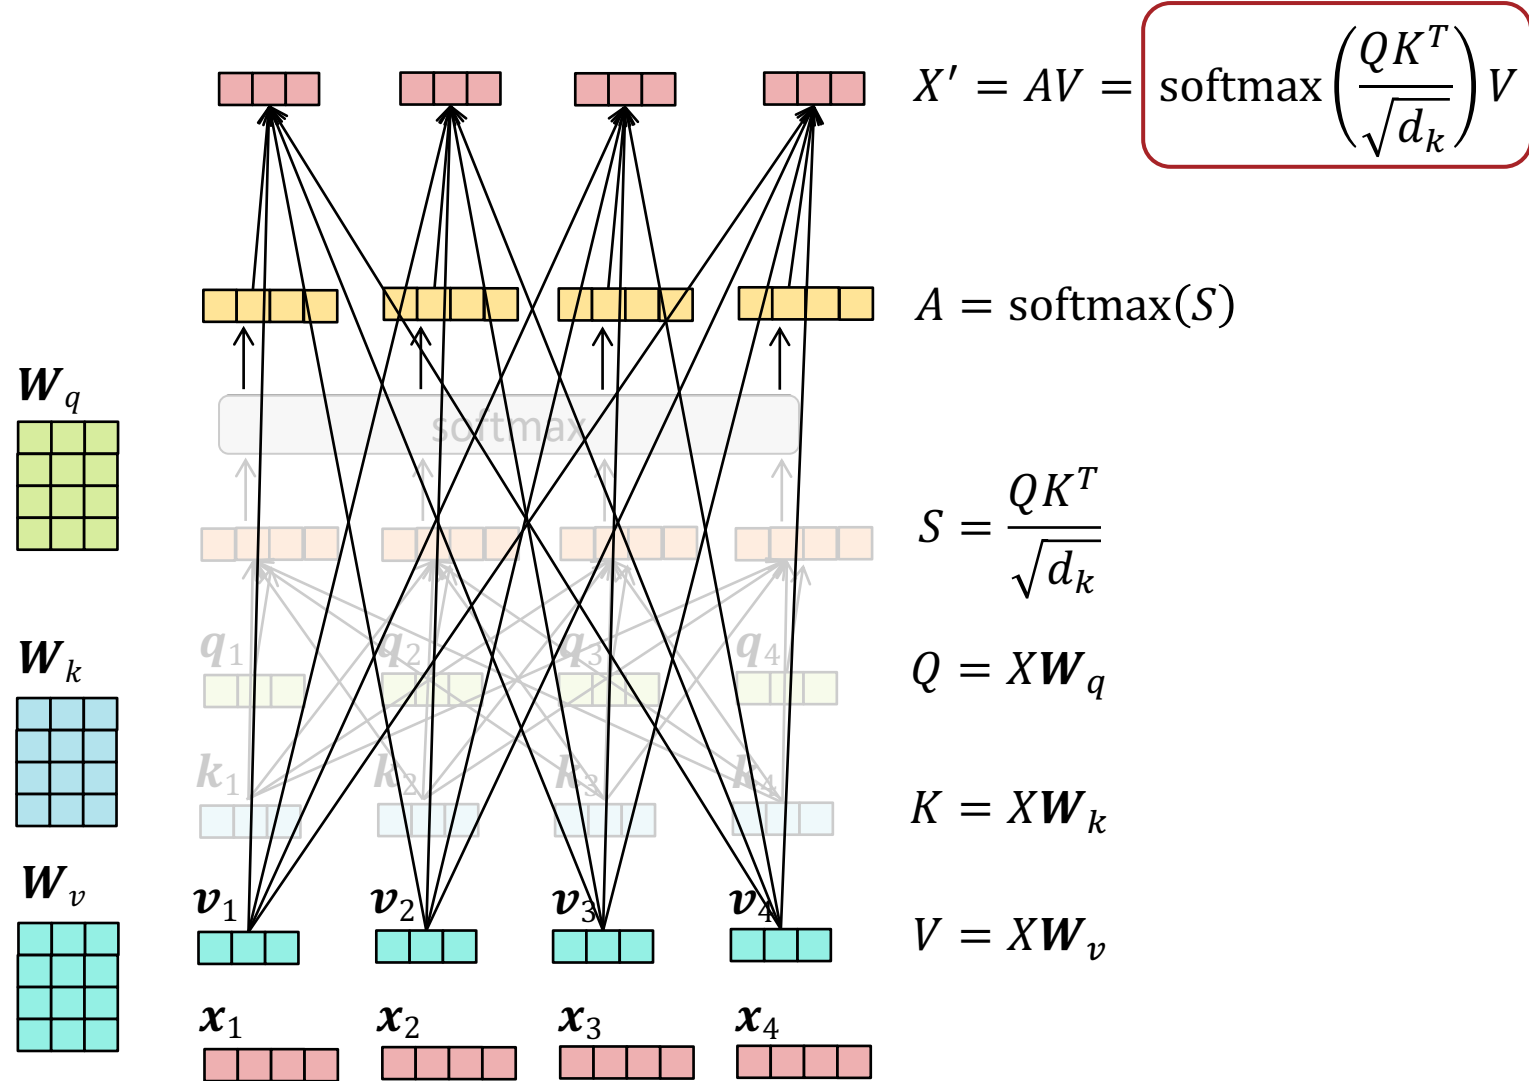 X′ = AV = softmax(QK^T / √d_k) V
A = softmax(S)
W_q
softmax
S = QK^T / √d_k
q_1 q_2 q_3 q_4
W_k
Q = XW_q
k_1 k_2 k_3 k_4
K = XW_k
W_v
v_1 v_2 v_3 v_4
V = XW_v
x_1 x_2 x_3 x_4